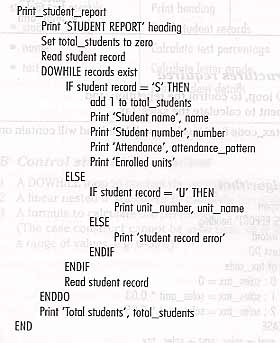 Print_student_report
Print 'STUDENT REPORT' heading
Set total_students to zero
Read student record
DOWHILE records exist
IF student record = 'S' THEN
add 1 to total_students
Print 'Student name', name
Print 'Student number', number
Print 'Attendance', attendance_pattern
Print 'Enrolled units'
ELSE
IF student record = 'U' THEN
Print unit_number, unit_name
ELSE
Print 'student record error'
ENDIF
ENDIF
Read student record
ENDDO
Print 'Total students', total_students
END